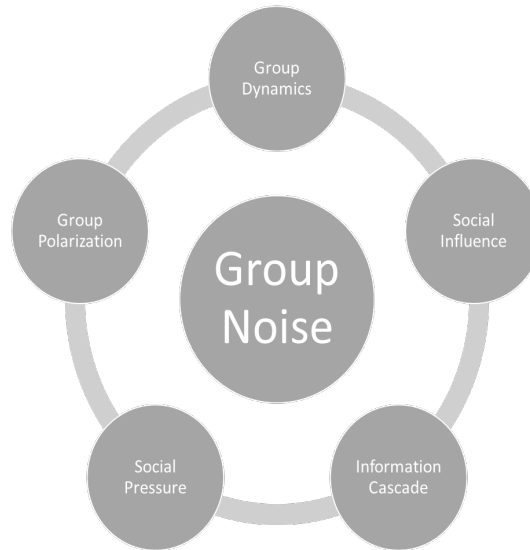 Group
Dynamics
Group
Polarization
Social
Influence
Group
Noise
Social
Pressure
Information
Cascade